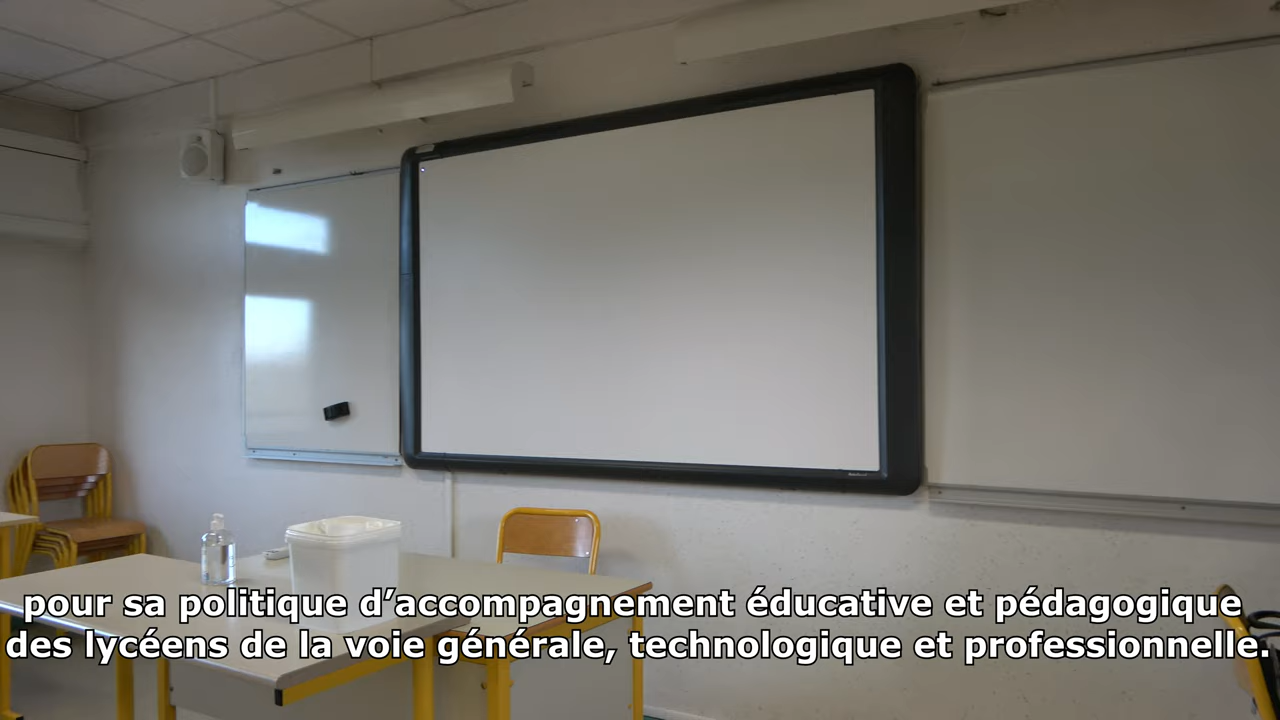 pour sa politique d’accompagnement éducative et pédagogique
des lycéens de la voie générale, technologique et professionnelle.